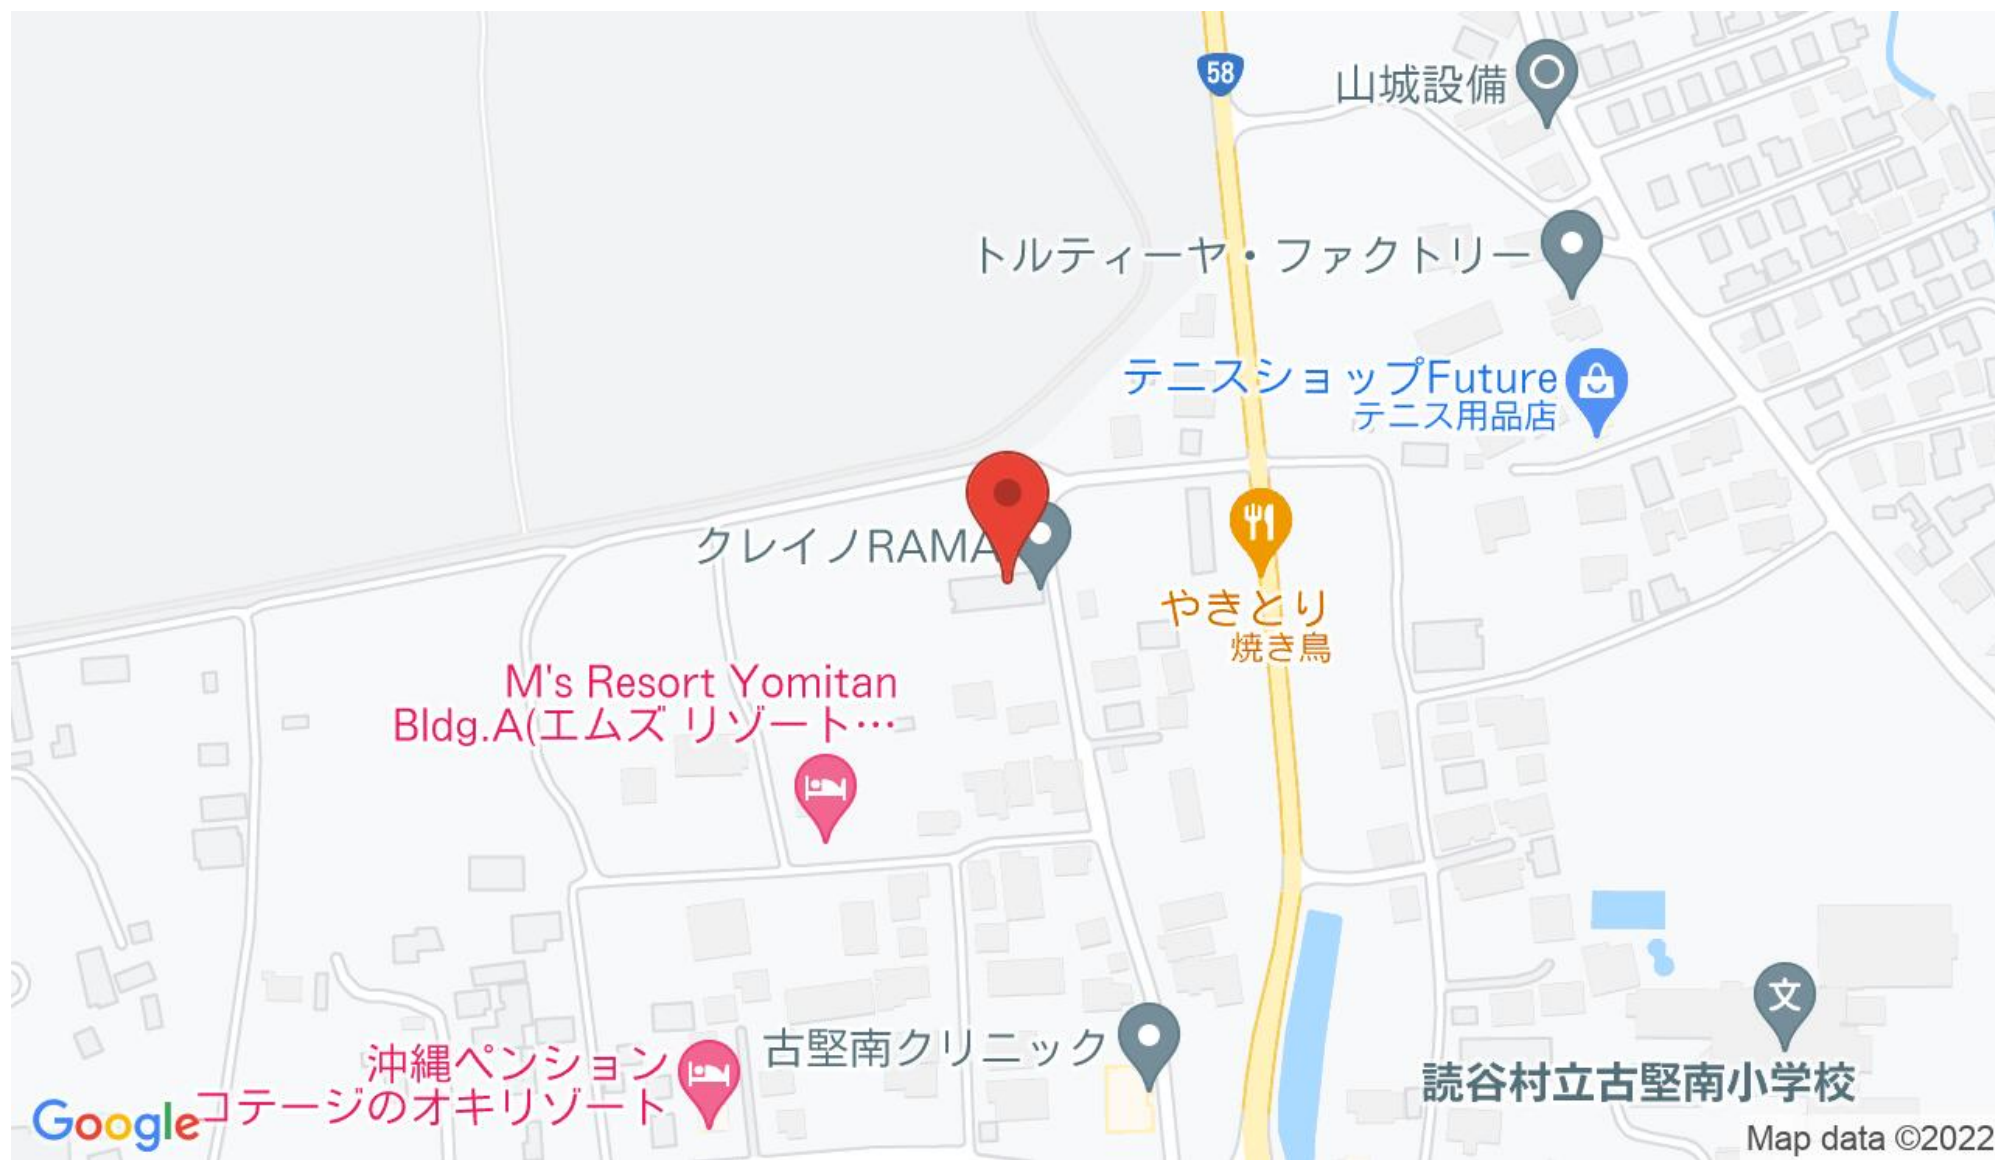 58
山城設備
トルティーヤ・ファクトリー
テニスショップFuture
テニス用品店
クレイノRAMA
やきとり
焼き鳥
M's Resort Yomitan
Bldg.A(エムズ リゾート…
古堅南クリニック
文
沖縄ペンション
コテージのオキリゾート
読谷村立古堅南小学校
Google
Map data ©2022